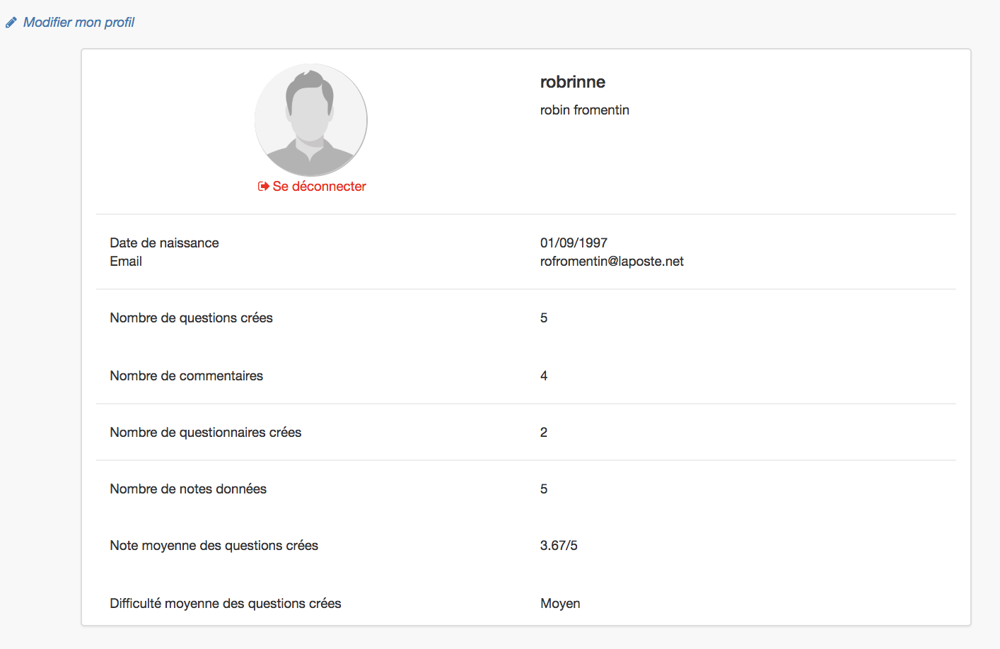 Modifier mon profil
robrinne
robin fromentin
Se déconnecter
Date de naissance 01/09/1997
Email rofromentin@laposte.net
Nombre de questions crées 5
Nombre de commentaires 4
Nombre de questionnaires crées 2
Nombre de notes données 5
Note moyenne des questions crées 3.67/5
Difficulté moyenne des questions crées Moyen